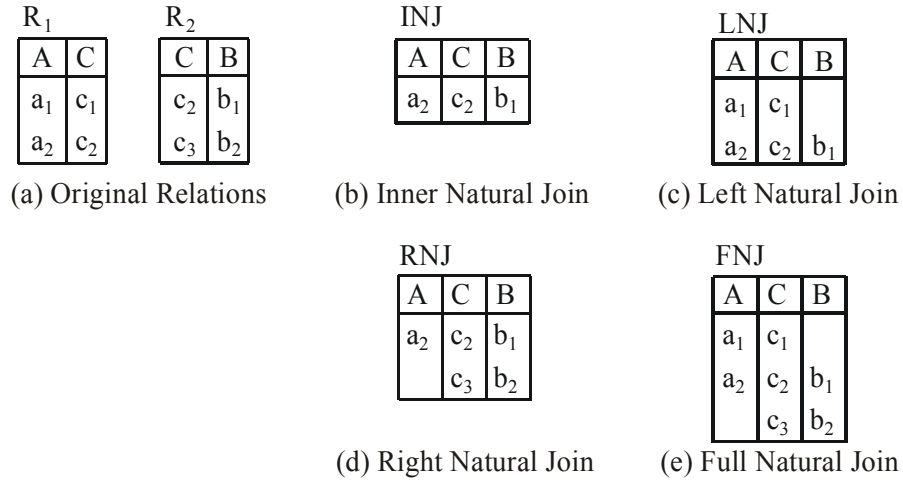 R₁ R₂ INJ LNJ
A C C B A C B A C B
a₁ c₁ c₂ b₁ a₂ c₂ b₁ a₁ c₁
a₂ c₂ c₃ b₂ a₂ c₂ b₁
(a) Original Relations (b) Inner Natural Join (c) Left Natural Join
RNJ FNJ
A C B A C B
a₂ c₂ b₁ a₁ c₁
c₃ b₂ a₂ c₂ b₁
c₃ b₂
(d) Right Natural Join (e) Full Natural Join